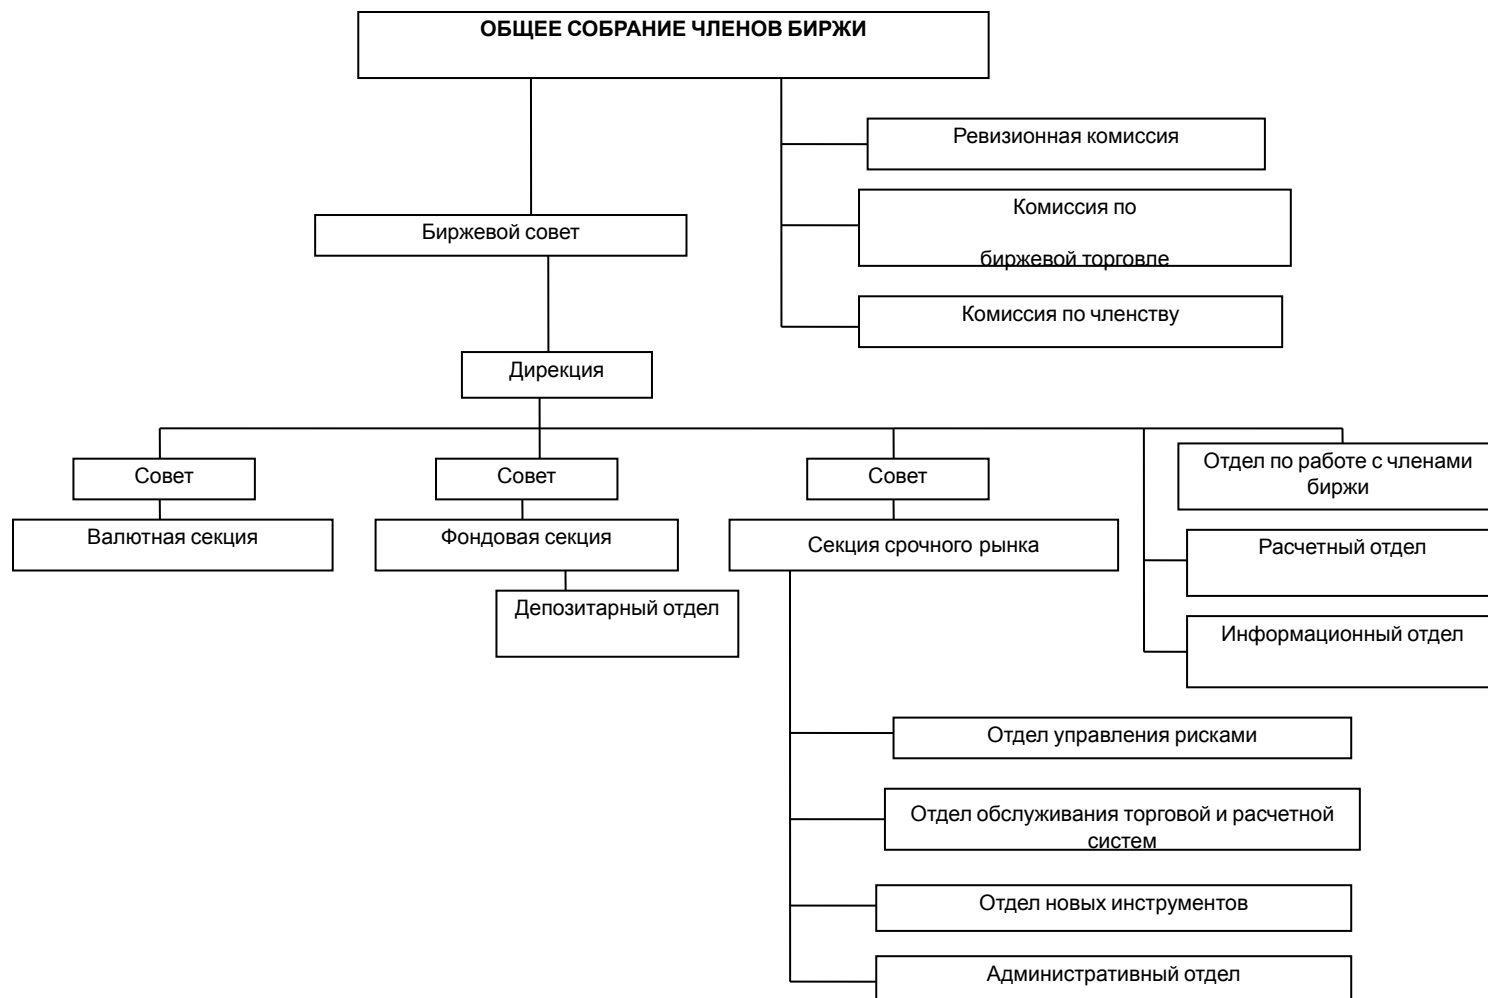 ОБЩЕЕ СОБРАНИЕ ЧЛЕНОВ БИРЖИ
Ревизионная комиссия
Комиссия по
биржевой торговле
Биржевой совет
Комиссия по членству
Дирекция
Совет
Совет
Совет
Отдел по работе с членами
биржи
Валютная секция
Фондовая секция
Секция срочного рынка
Расчетный отдел
Депозитарный отдел
Информационный отдел
Отдел управления рисками
Отдел обслуживания торговой и расчетной
систем
Отдел новых инструментов
Административный отдел